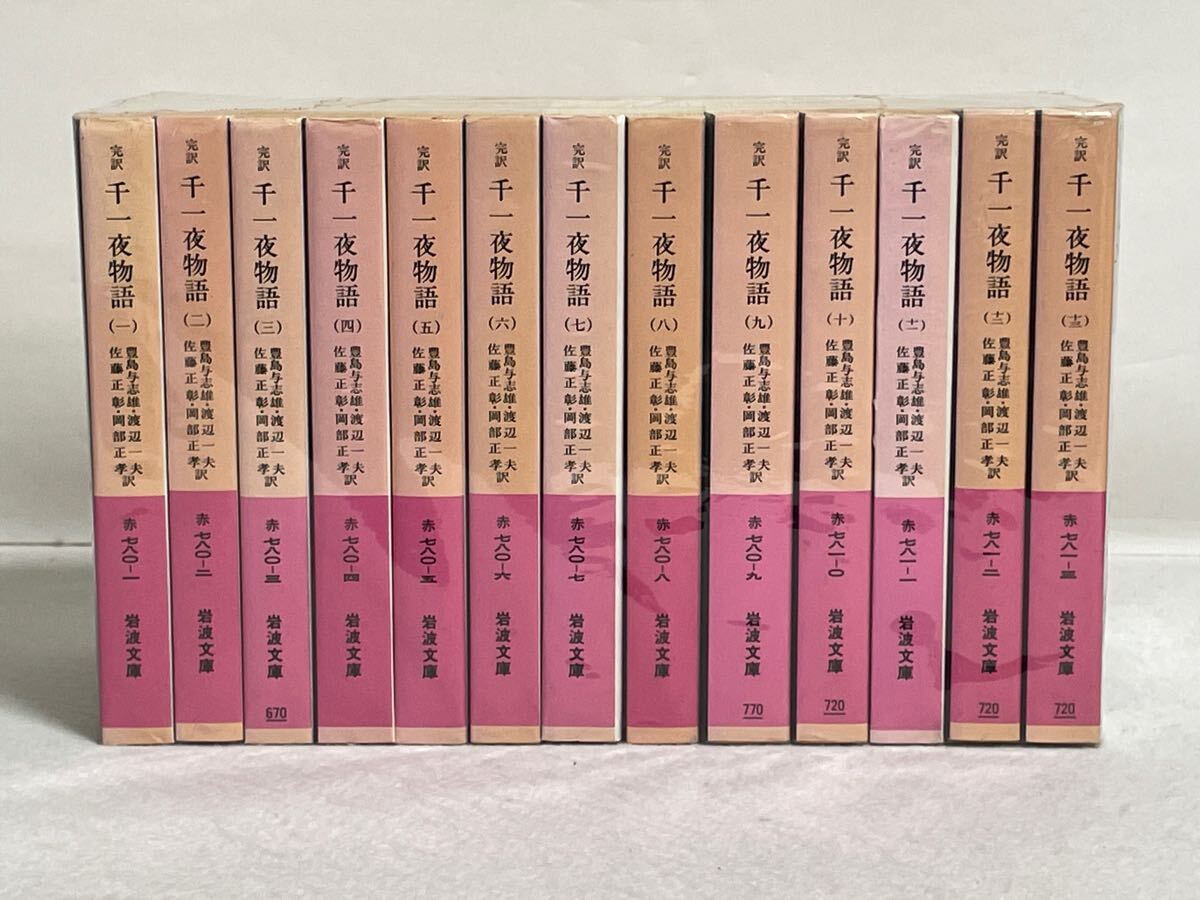 完訳
千一夜物語(一)
豊島与志雄・渡辺一夫
佐藤正彰・岡部正孝訳
赤七八〇-一
岩波文庫
完訳
千一夜物語(二)
豊島与志雄・渡辺一夫
佐藤正彰・岡部正孝訳
赤七八〇-二
岩波文庫
完訳
千一夜物語(三)
豊島与志雄・渡辺一夫
佐藤正彰・岡部正孝訳
赤七八〇-三
岩波文庫
670
完訳
千一夜物語(四)
豊島与志雄・渡辺一夫
佐藤正彰・岡部正孝訳
赤七八〇-四
岩波文庫
完訳
千一夜物語(五)
豊島与志雄・渡辺一夫
佐藤正彰・岡部正孝訳
赤七八〇-五
岩波文庫
完訳
千一夜物語(六)
豊島与志雄・渡辺一夫
佐藤正彰・岡部正孝訳
赤七八〇-六
岩波文庫
完訳
千一夜物語(七)
豊島与志雄・渡辺一夫
佐藤正彰・岡部正孝訳
赤七八〇-七
岩波文庫
完訳
千一夜物語(八)
豊島与志雄・渡辺一夫
佐藤正彰・岡部正孝訳
赤七八〇-八
岩波文庫
完訳
千一夜物語(九)
豊島与志雄・渡辺一夫
佐藤正彰・岡部正孝訳
赤七八〇-九
岩波文庫
770
完訳
千一夜物語(十)
豊島与志雄・渡辺一夫
佐藤正彰・岡部正孝訳
赤七八一-〇
岩波文庫
720
完訳
千一夜物語(十一)
豊島与志雄・渡辺一夫
佐藤正彰・岡部正孝訳
赤七八一-一
岩波文庫
完訳
千一夜物語(十二)
豊島与志雄・渡辺一夫
佐藤正彰・岡部正孝訳
赤七八一-二
岩波文庫
720
完訳
千一夜物語(十三)
豊島与志雄・渡辺一夫
佐藤正彰・岡部正孝訳
赤七八一-三
岩波文庫
720